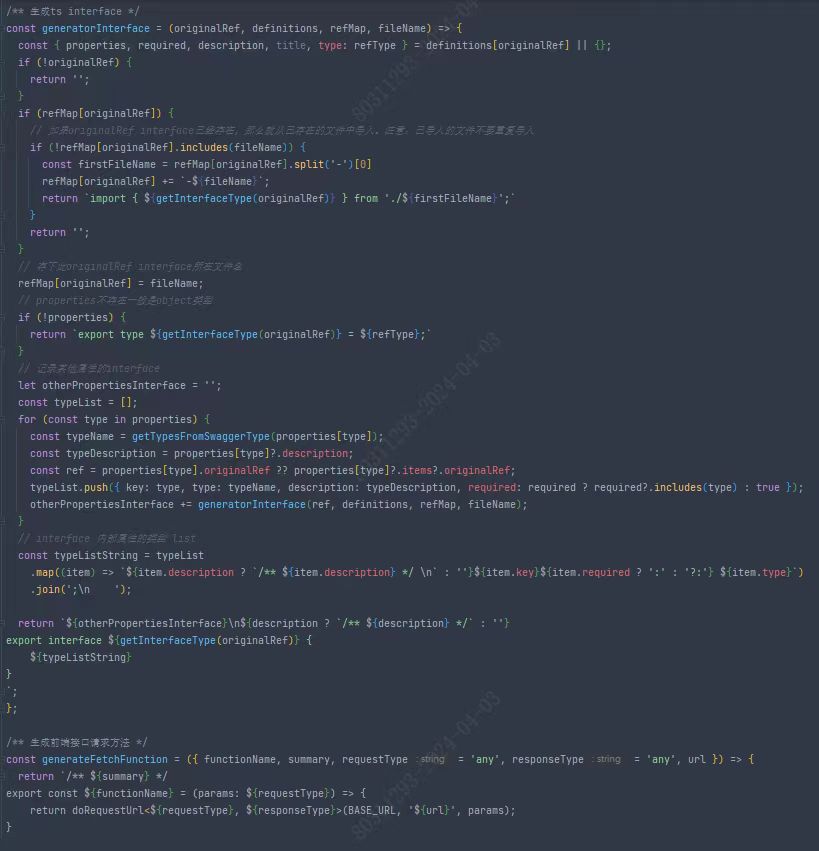 /** 生成ts interface */
const generatorInterface = (originalRef, definitions, refMap, fileName) => {
  const { properties, required, description, title, type: refType } = definitions[originalRef] || {};
  if (!originalRef) {
    return '';
  }
  if (refMap[originalRef]) {
    // 如果originalRef interface已经存在，那么就从已存在的文件中导入。注意，已导入的文件不要重复导入
    if (!refMap[originalRef].includes(fileName)) {
      const firstFileName = refMap[originalRef].split('-')[0]
      refMap[originalRef] += `-${fileName}`;
      return `import { ${getInterfaceType(originalRef)} } from './${firstFileName}';`
    }
    return '';
  }
  // 存下此originalRef interface所在文件名
  refMap[originalRef] = fileName;
  // properties不存在一般是object类型
  if (!properties) {
    return `export type ${getInterfaceType(originalRef)} = ${refType};`
  }
  // 记录其他属性的interface
  let otherPropertiesInterface = '';
  const typeList = [];
  for (const type in properties) {
    const typeName = getTypesFromSwaggerType(properties[type]);
    const typeDescription = properties[type]?.description;
    const ref = properties[type].originalRef ?? properties[type]?.items?.originalRef;
    typeList.push({ key: type, type: typeName, description: typeDescription, required: required ? required?.includes(type) : true });
    otherPropertiesInterface += generatorInterface(ref, definitions, refMap, fileName);
  }
  // interface 内部属性的类型 list
  const typeListString = typeList
    .map((item) => `${item.description ? `/** ${item.description} */ \n` : ''}${item.key}${item.required ? ':' : '?:'} ${item.type}`)
    .join(';\n    ');
  return `${otherPropertiesInterface}\n${description ? `/** ${description} */` : ''}
export interface ${getInterfaceType(originalRef)} {
    ${typeListString}
}
`;
};
/** 生成前端接口请求方法 */
const generateFetchFunction = ({ functionName, summary, requestType :string = 'any', responseType :string = 'any', url }) => {
  return `/** ${summary} */
export const ${functionName} = (params: ${requestType}) => {
    return doRequestUrl<${requestType}, ${responseType}>(BASE_URL, '${url}', params);
}
80311293-2024-04-03
80311293-2024-04-03
80311293-2024-04-03